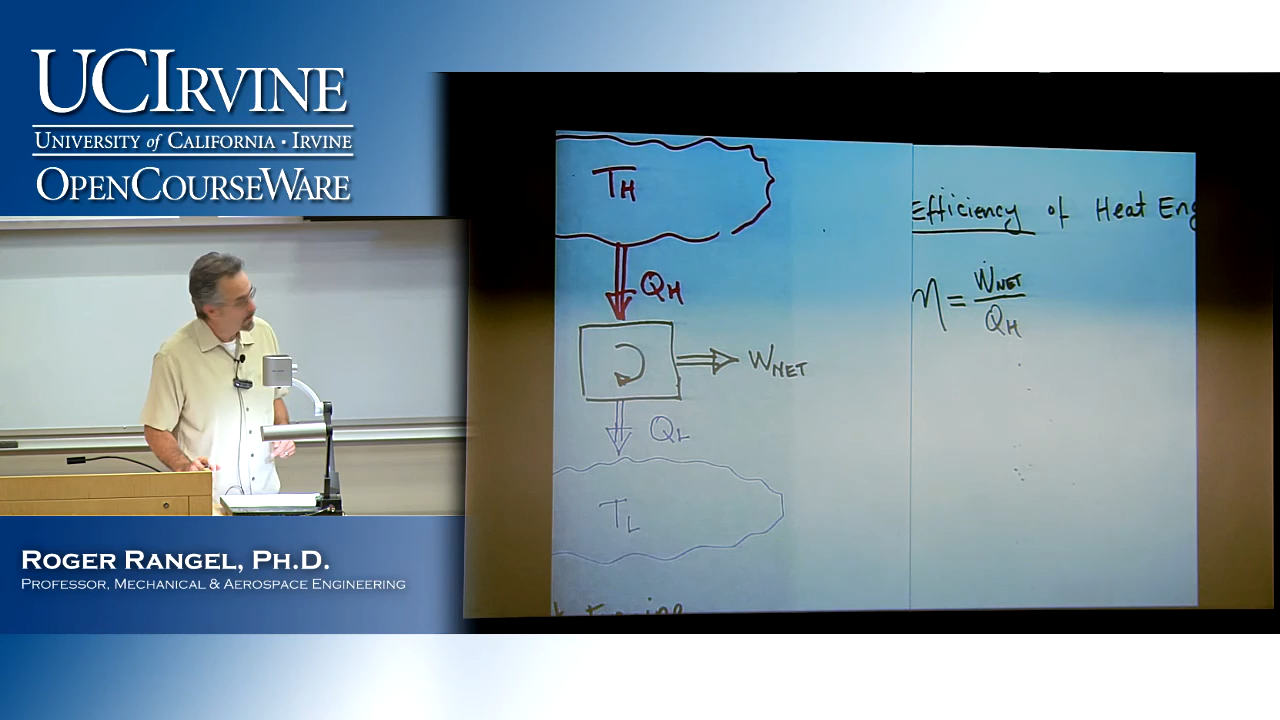 UCIRVINE
UNIVERSITY of CALIFORNIA · IRVINE
OPENCOURSEWARE
ROGER RANGEL, PH.D.
PROFESSOR, MECHANICAL & AEROSPACE ENGINEERING
TH
QH
WNET
QL
TL
Efficiency of Heat Eng
η = ẆNET
QH